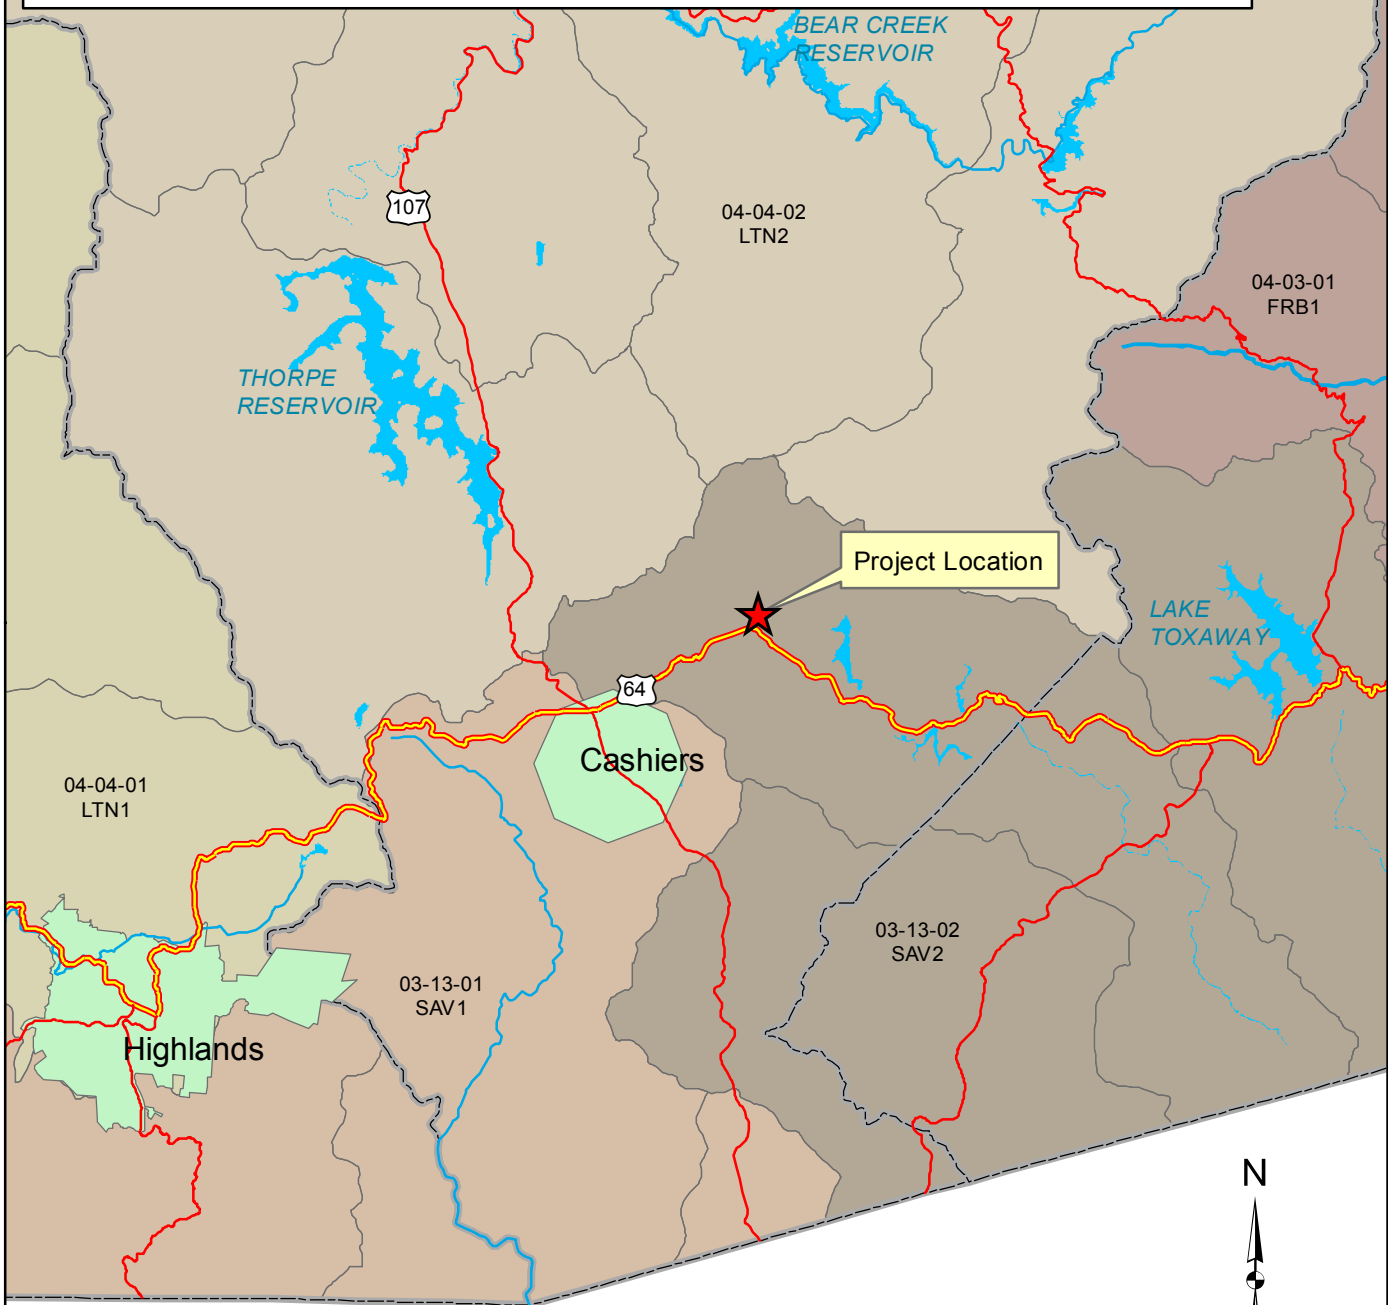 BEAR CREEK
RESERVOIR
107
04-04-02
LTN2
04-03-01
FRB1
THORPE
RESERVOIR
Project Location
LAKE
TOXAWAY
64
Cashiers
04-04-01
LTN1
03-13-02
SAV2
03-13-01
SAV1
Highlands
N